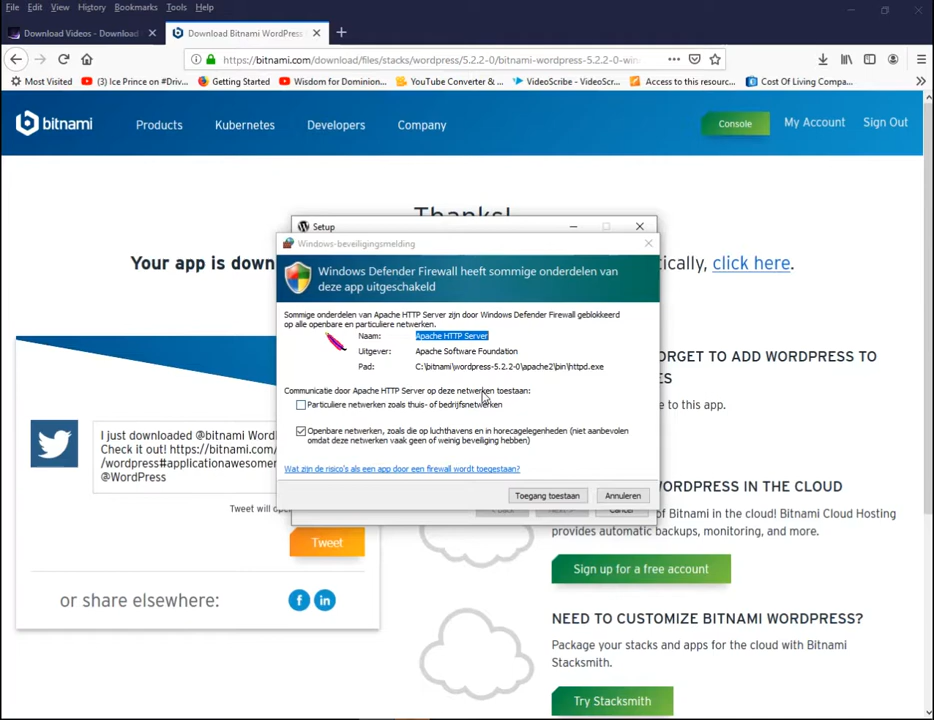 File Edit View History Bookmarks Tools Help
Download Videos - Download
Download Bitnami WordPress
https://bitnami.com/download/files/stacks/wordpress/5.2.2-0/bitnami-wordpress-5.2.2-0-win
Most Visited (3) Ice Prince on #Driv... Getting Started Wisdom for Dominion... YouTube Converter & ... VideoScribe - VideoScr... Access to this resourc... Cost Of Living Compa...
bitnami Products Kubernetes Developers Company Console My Account Sign Out
Thanks!
Setup
Windows-beveiligingsmelding
Your app is down
tically, click here.
Windows Defender Firewall heeft sommige onderdelen van
deze app uitgeschakeld
Sommige onderdelen van Apache HTTP Server zijn door Windows Defender Firewall geblokkeerd
op alle openbare en particuliere netwerken.
Naam: Apache HTTP Server
Uitgever: Apache Software Foundation
Pad: C:\bitnami\wordpress-5.2.2-0\apache2\bin\httpd.exe
Communicatie door Apache HTTP Server op deze netwerken toestaan:
Particuliere netwerken zoals thuis- of bedrijfsnetwerken
Openbare netwerken, zoals die op luchthavens en in horecagelegenheden (niet aanbevolen
omdat deze netwerken vaak geen of weinig beveiliging hebben)
Wat zijn de risico's als een app door een firewall wordt toegestaan?
Toegang toestaan Annuleren
< Back Next > Cancel
I just downloaded @bitnami Word
Check it out! https://bitnami.com/
/wordpress#applicationawesome
@WordPress
Twitter will op
Tweet
or share elsewhere:
ORGET TO ADD WORDPRESS TO
ES
e to this app.
WORDPRESS IN THE CLOUD
of Bitnami in the cloud! Bitnami Cloud Hosting
provides automatic backups, monitoring, and more.
Sign up for a free account
NEED TO CUSTOMIZE BITNAMI WORDPRESS?
Package your stacks and apps for the cloud with Bitnami
Stacksmith.
Try Stacksmith